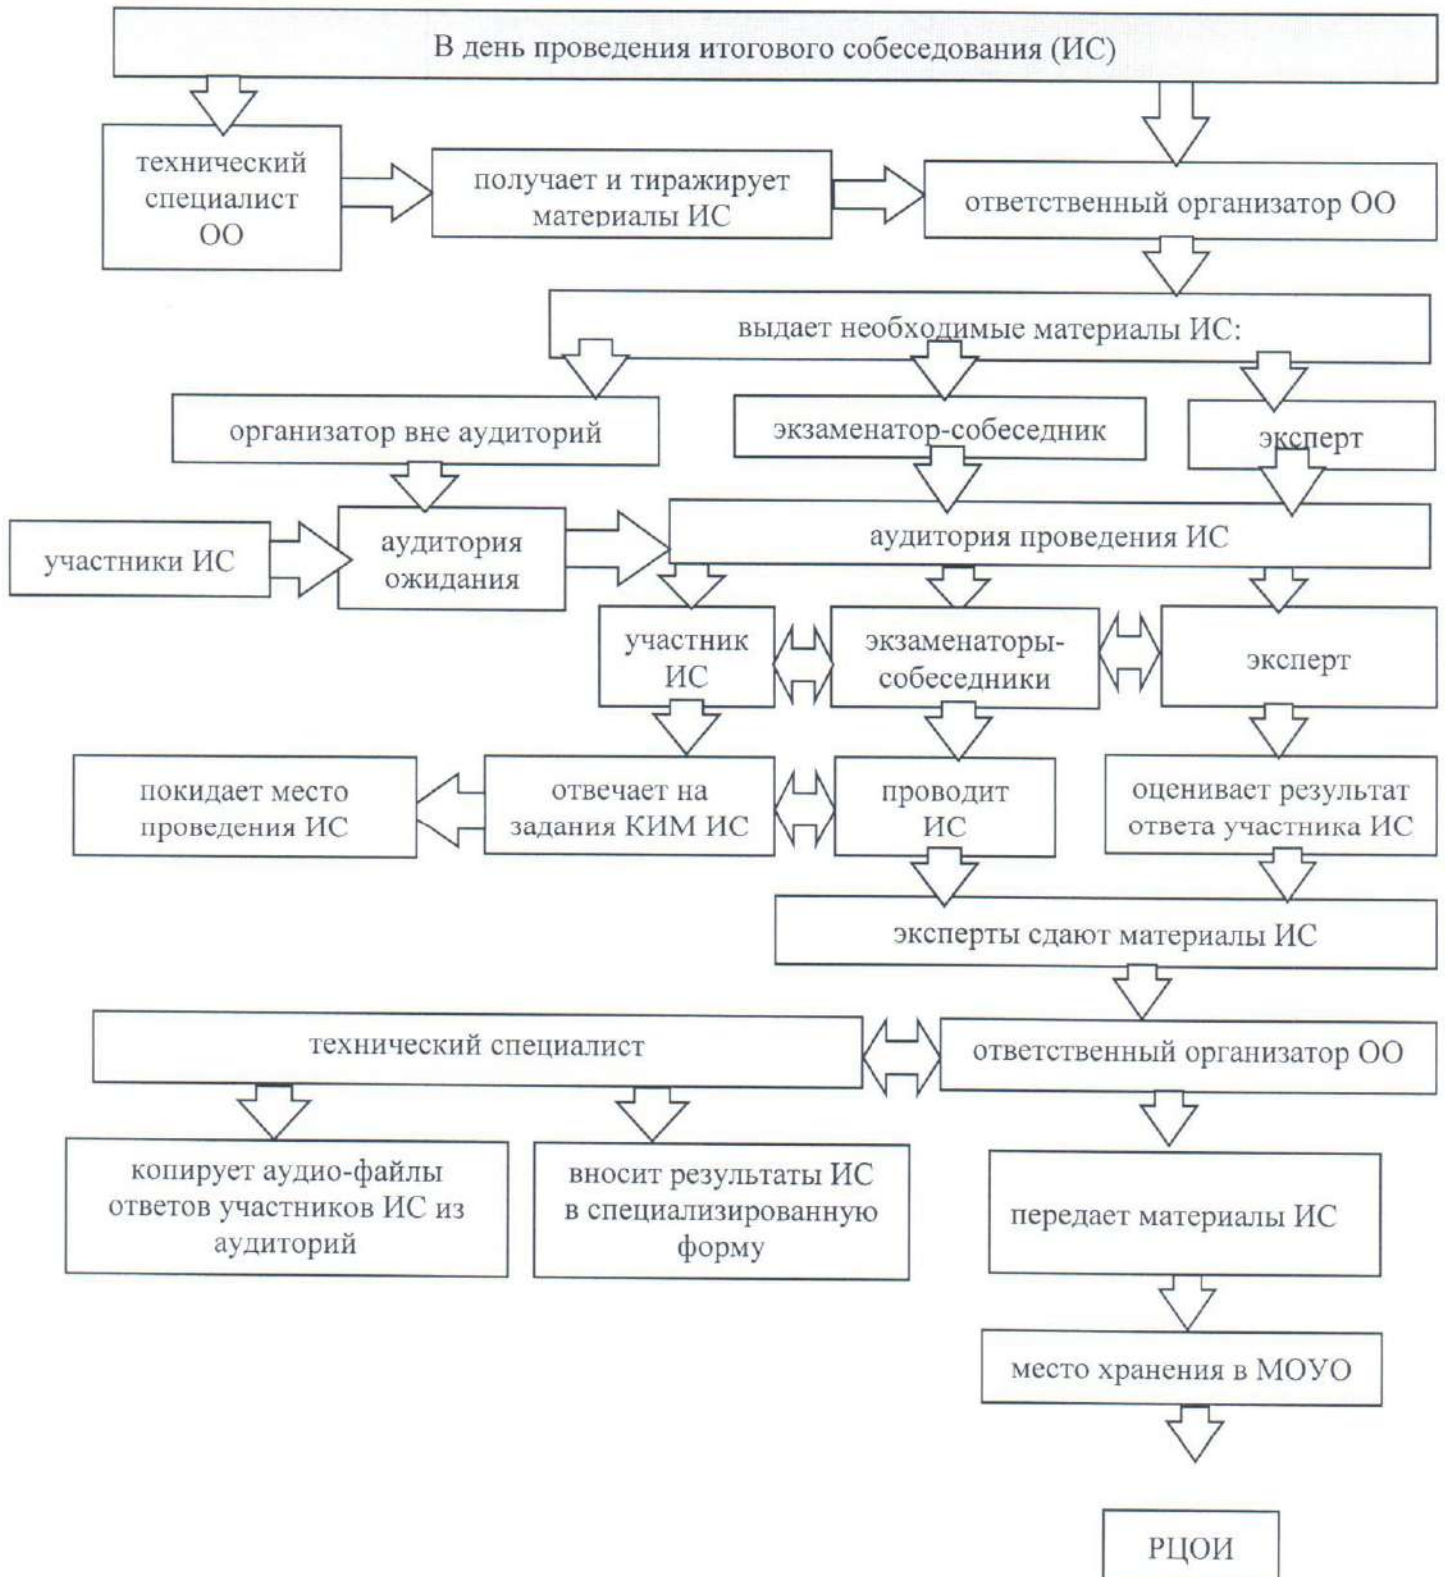 В день проведения итогового собеседования (ИС)
технический
специалист
ОО
получает и тиражирует
материалы ИС
ответственный организатор ОО
выдает необходимые материалы ИС:
организатор вне аудиторий
экзаменатор-собеседник
эксперт
участники ИС
аудитория
ожидания
аудитория проведения ИС
участник
ИС
экзаменаторы-
собеседники
эксперт
покидает место
проведения ИС
отвечает на
задания КИМ ИС
проводит
ИС
оценивает результат
ответа участника ИС
эксперты сдают материалы ИС
технический специалист
ответственный организатор ОО
копирует аудио-файлы
ответов участников ИС из
аудиторий
вносит результаты ИС
в специализированную
форму
передает материалы ИС
место хранения в МОУО
РЦОИ